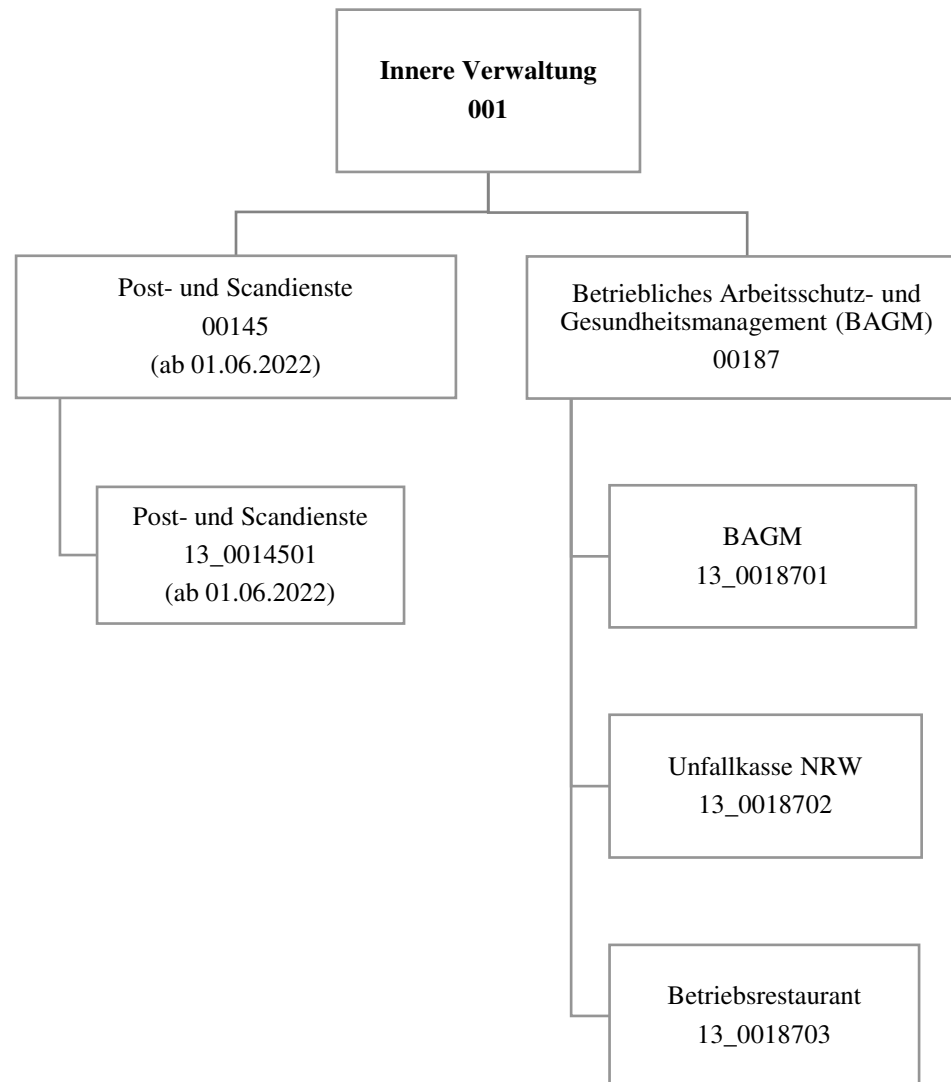 Innere Verwaltung
001
Post- und Scandienste
00145
(ab 01.06.2022)
Betriebliches Arbeitsschutz- und
Gesundheitsmanagement (BAGM)
00187
Post- und Scandienste
13_0014501
(ab 01.06.2022)
BAGM
13_0018701
Unfallkasse NRW
13_0018702
Betriebsrestaurant
13_0018703